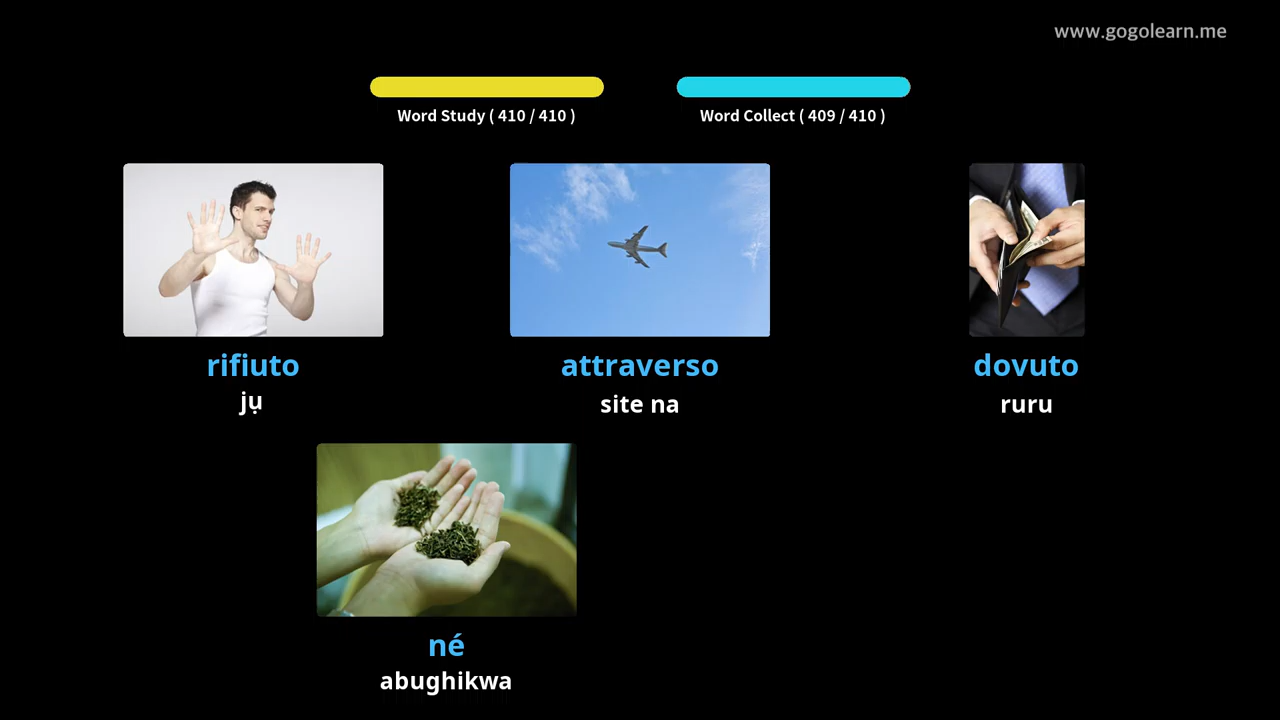 www.gogolearn.me
Word Study ( 410 / 410 )
Word Collect ( 409 / 410 )
rifiuto
jụ
attraverso
site na
dovuto
ruru
né
abughikwa